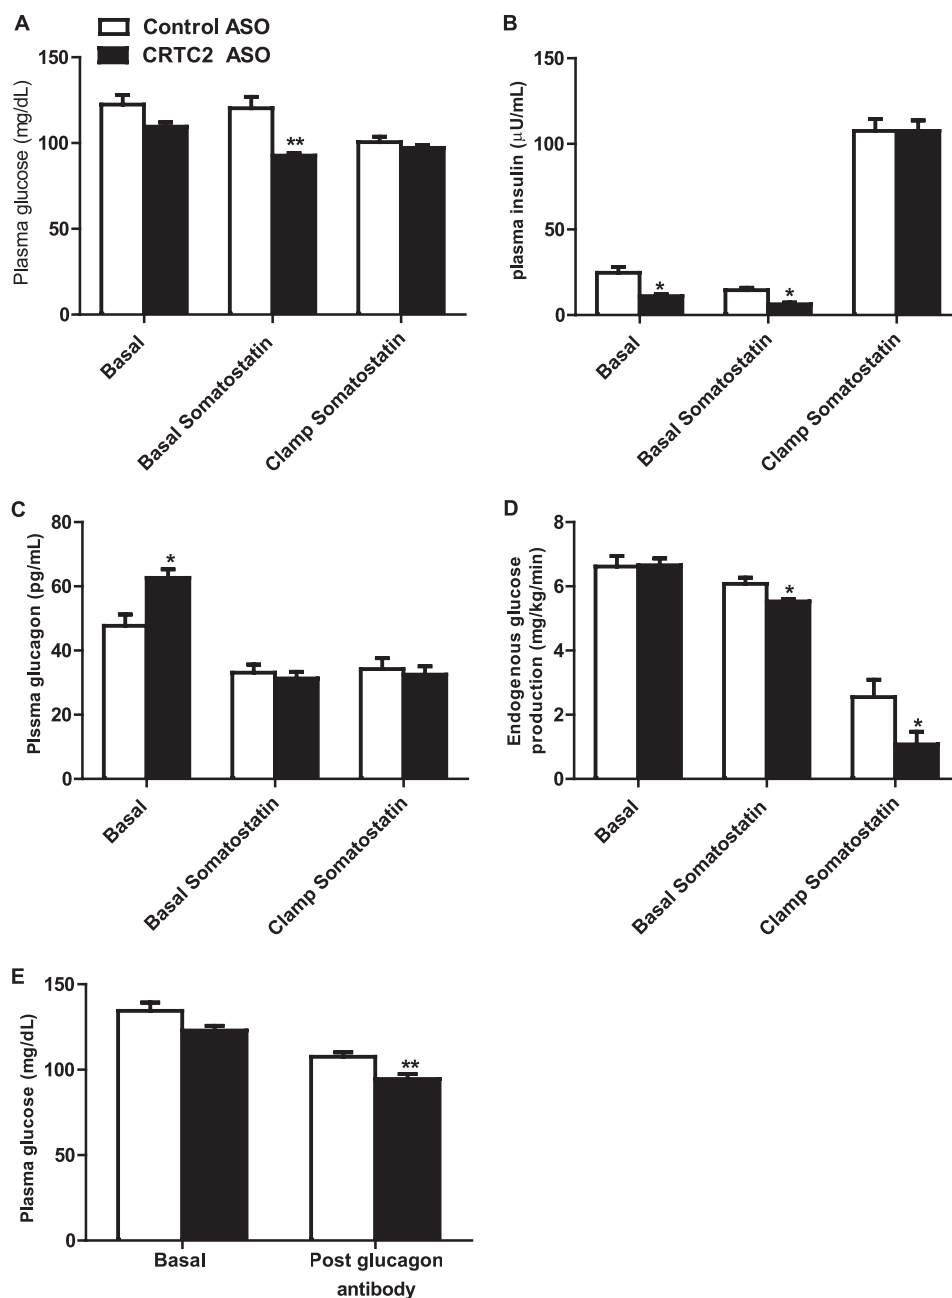 A
Control ASO
CRTC2 ASO
Plasma glucose (mg/dL)
150
100
50
0
**
Basal
Basal Somatostatin
Clamp Somatostatin
B
plasma insulin (µU/mL)
150
100
50
0
*
*
Basal
Basal Somatostatin
Clamp Somatostatin
C
Plssma glucagon (pg/mL)
80
60
40
20
0
*
Basal
Basal Somatostatin
Clamp Somatostatin
D
Endogenous glucose
production (mg/kg/min)
8
6
4
2
0
*
*
Basal
Basal Somatostatin
Clamp Somatostatin
E
Plasma glucose (mg/dL)
150
100
50
0
**
Basal
Post glucagon
antibody